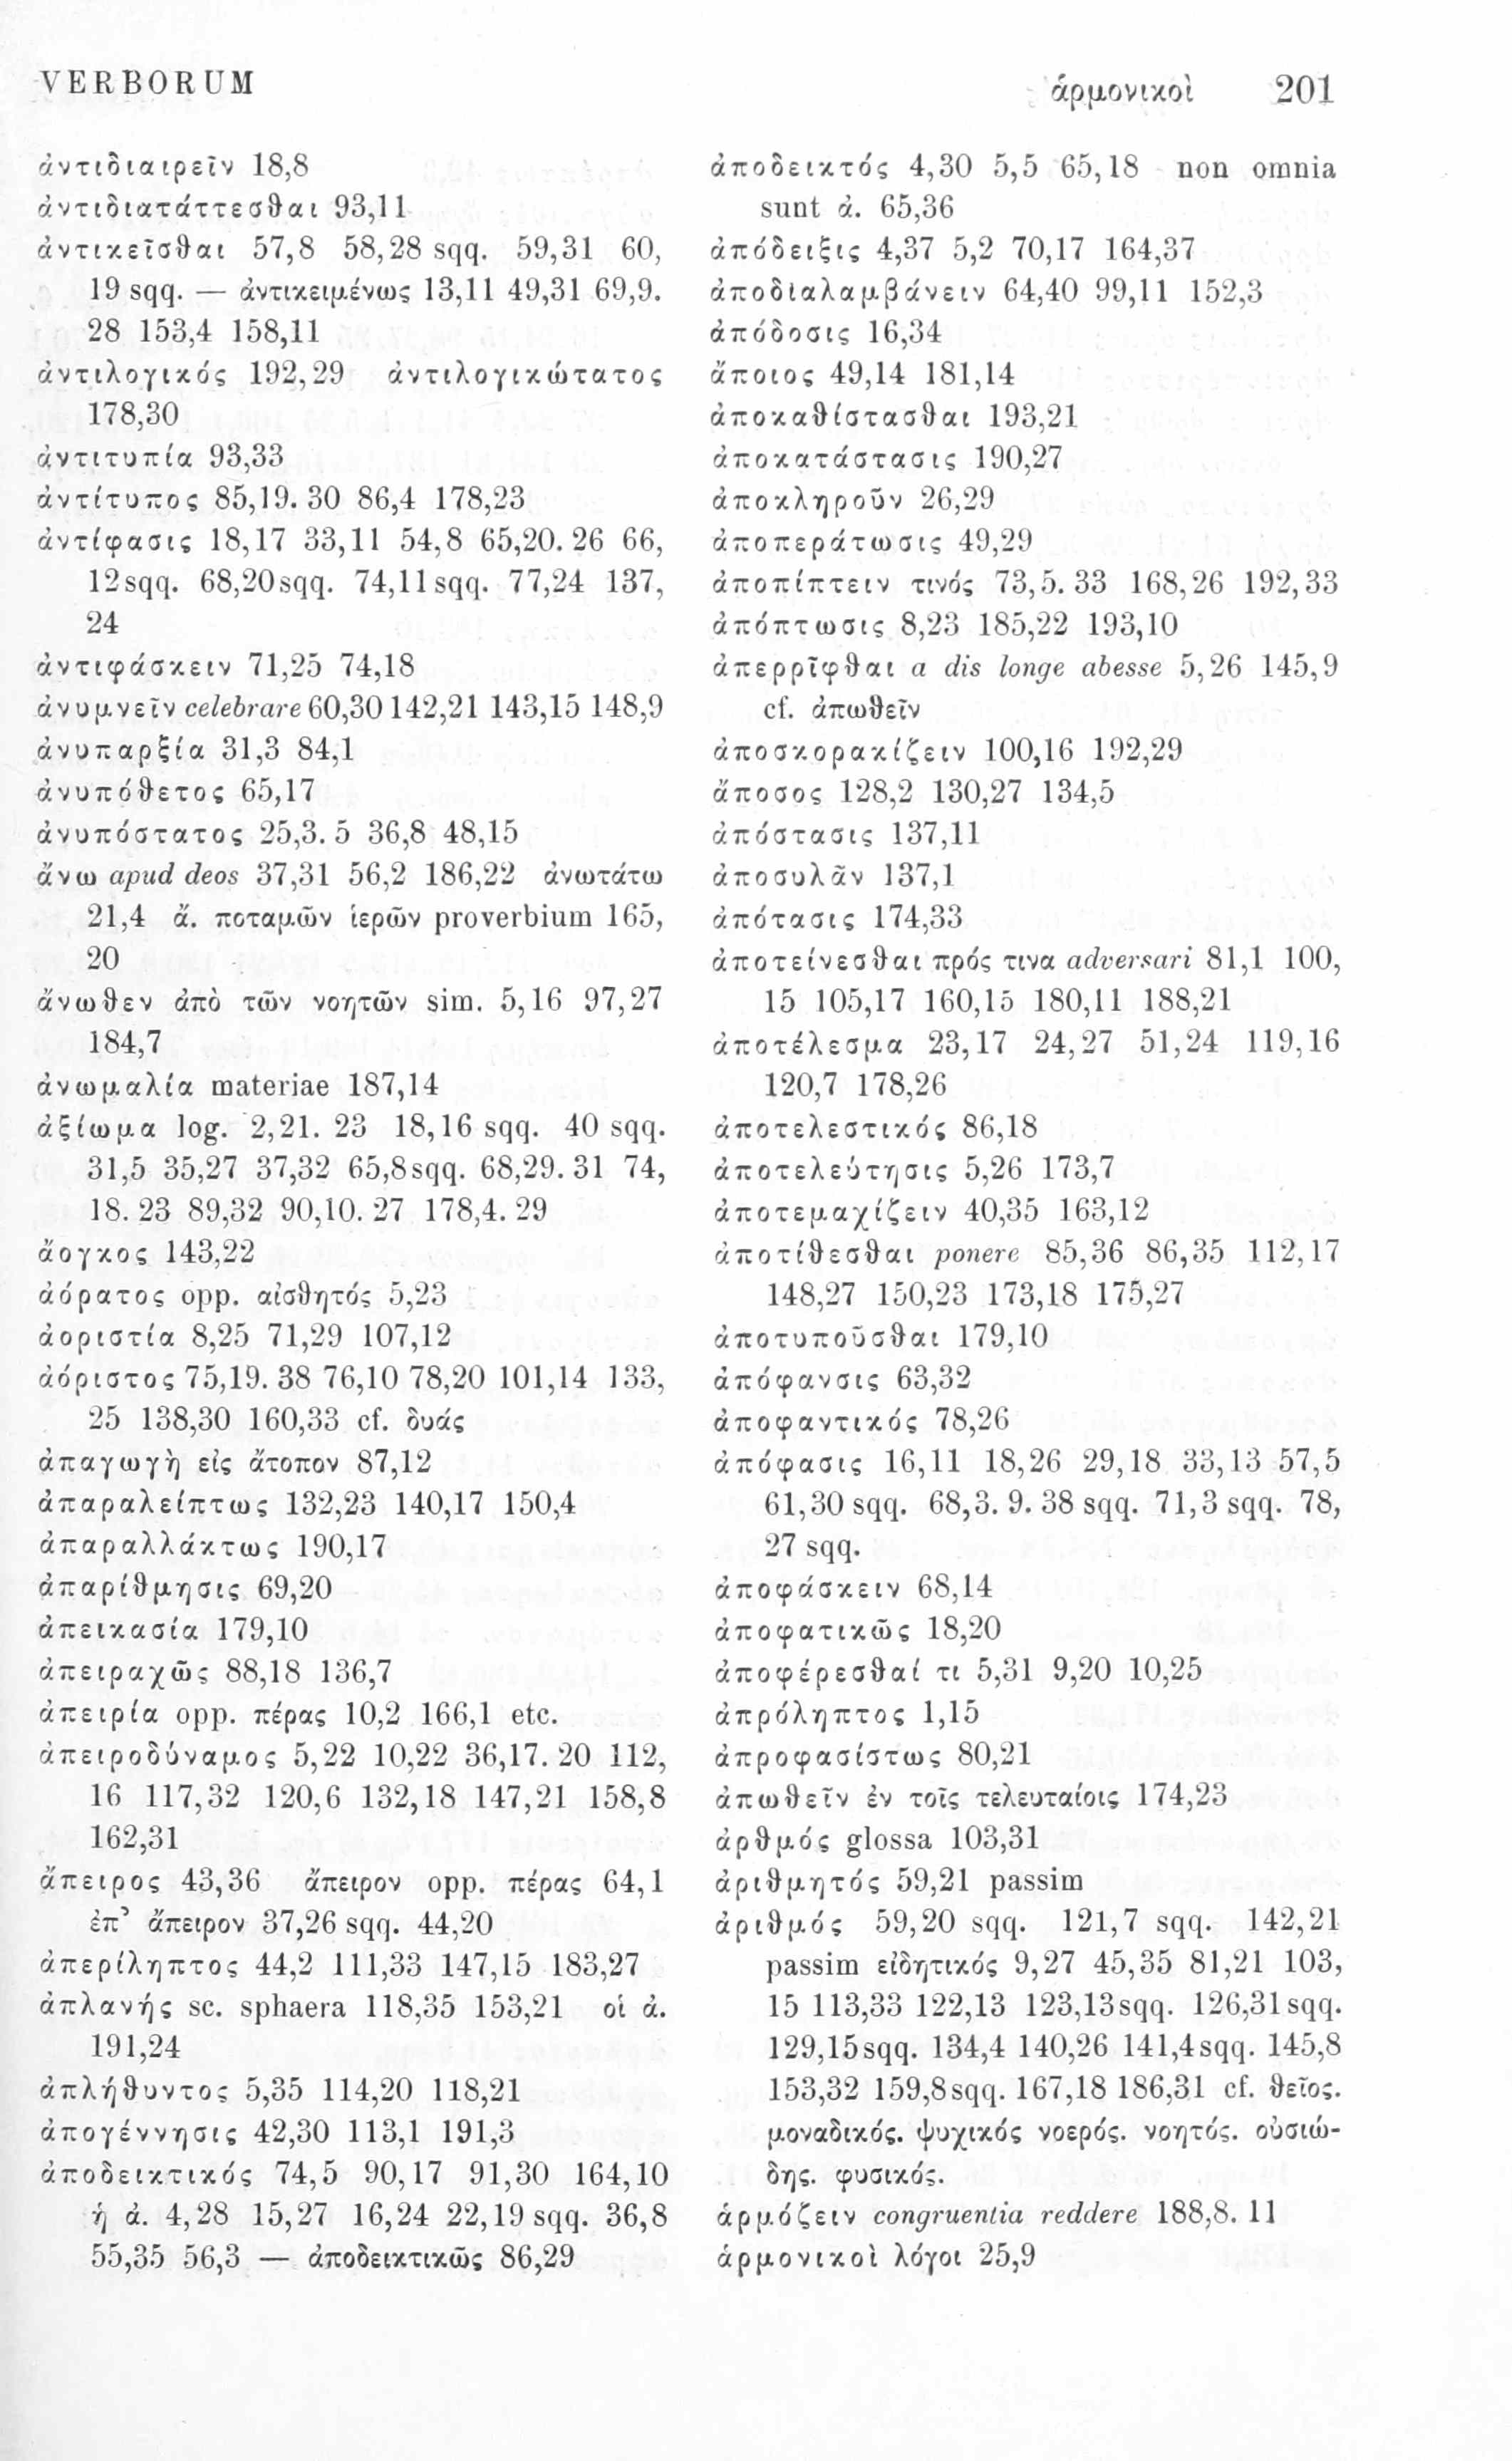 VERBORUM
ἁρμονικοὶ 201
ἀντιδιαιρεῖν 18,8
ἀντιδιατάττεσθαι 93,11
ἀντικεῖσθαι 57,8 58,28 sqq. 59,31 60,
19 sqq. — ἀντικειμένως 13,11 49,31 69,9.
28 153,4 158,11
ἀντιλογικός 192,29 ἀντιλογικώτατος
178,30
ἀντιτυπία 93,33
ἀντίτυπος 85,19. 30 86,4 178,23
ἀντίφασις 18,17 33,11 54,8 65,20. 26 66,
12sqq. 68,20sqq. 74,11sqq. 77,24 137,
24
ἀντιφάσκειν 71,25 74,18
ἀνυμνεῖν celebrare 60,30 142,21 143,15 148,9
ἀνυπαρξία 31,3 84,1
ἀνυπόθετος 65,17
ἀνυπόστατος 25,3. 5 36,8 48,15
ἄνω apud deos 37,31 56,2 186,22 ἀνωτάτω
21,4 ἄ. ποταμῶν ἱερῶν proverbium 165,
20
ἄνωθεν ἀπὸ τῶν νοητῶν sim. 5,16 97,27
184,7
ἀνωμαλία materiae 187,14
ἀξίωμα log. 2,21. 23 18,16 sqq. 40 sqq.
31,5 35,27 37,32 65,8sqq. 68,29. 31 74,
18. 23 89,32 90,10. 27 178,4. 29
ἄογκος 143,22
ἀόρατος opp. αἰσθητός 5,23
ἀοριστία 8,25 71,29 107,12
ἀόριστος 75,19. 38 76,10 78,20 101,14 133,
25 138,30 160,33 cf. δυάς
ἀπαγωγὴ εἰς ἄτοπον 87,12
ἀπαραλείπτως 132,23 140,17 150,4
ἀπαραλλάκτως 190,17
ἀπαρίθμησις 69,20
ἀπεικασία 179,10
ἀπειραχῶς 88,18 136,7
ἀπειρία opp. πέρας 10,2 166,1 etc.
ἀπειροδύναμος 5,22 10,22 36,17. 20 112,
16 117,32 120,6 132,18 147,21 158,8
162,31
ἄπειρος 43,36 ἄπειρον opp. πέρας 64,1
ἐπ’ ἄπειρον 37,26 sqq. 44,20
ἀπερίληπτος 44,2 111,33 147,15 183,27
ἀπλανής sc. sphaera 118,35 153,21 οἱ ἀ.
191,24
ἀπλήθυντος 5,35 114,20 118,21
ἀπογέννησις 42,30 113,1 191,3
ἀποδεικτικός 74,5 90,17 91,30 164,10
ἡ ἀ. 4,28 15,27 16,24 22,19 sqq. 36,8
55,35 56,3 — ἀποδεικτικῶς 86,29
ἀποδεικτός 4,30 5,5 65,18 non omnia
sunt ἀ. 65,36
ἀπόδειξις 4,37 5,2 70,17 164,37
ἀποδιαλαμβάνειν 64,40 99,11 152,3
ἀπόδοσις 16,34
ἄποιος 49,14 181,14
ἀποκαθίστασθαι 193,21
ἀποκατάστασις 190,27
ἀποκληροῦν 26,29
ἀποπεράτωσις 49,29
ἀποπίπτειν τινός 73,5. 33 168,26 192,33
ἀπόπτωσις 8,23 185,22 193,10
ἀπερρῖφθαι a dis longe abesse 5,26 145,9
cf. ἀπωθεῖν
ἀποσκορακίζειν 100,16 192,29
ἄποσος 128,2 130,27 134,5
ἀπόστασις 137,11
ἀποσυλᾶν 137,1
ἀπότασις 174,33
ἀποτείνεσθαι πρός τινα adversari 81,1 100,
15 105,17 160,15 180,11 188,21
ἀποτέλεσμα 23,17 24,27 51,24 119,16
120,7 178,26
ἀποτελεστικός 86,18
ἀποτελεύτησις 5,26 173,7
ἀποτεμαχίζειν 40,35 163,12
ἀποτίθεσθαι ponere 85,36 86,35 112,17
148,27 150,23 173,18 175,27
ἀποτυποῦσθαι 179,10
ἀπόφανσις 63,32
ἀποφαντικός 78,26
ἀπόφασις 16,11 18,26 29,18 33,13 57,5
61,30 sqq. 68,3. 9. 38 sqq. 71,3 sqq. 78,
27 sqq.
ἀποφάσκειν 68,14
ἀποφατικῶς 18,20
ἀποφέρεσθαί τι 5,31 9,20 10,25
ἀπρόληπτος 1,15
ἀπροφασίστως 80,21
ἀπωθεῖν ἐν τοῖς τελευταίοις 174,23
ἀρθμός glossa 103,31
ἀριθμητός 59,21 passim
ἀριθμός 59,20 sqq. 121,7 sqq. 142,21
passim εἰδητικός 9,27 45,35 81,21 103,
15 113,33 122,13 123,13sqq. 126,31sqq.
129,15sqq. 134,4 140,26 141,4sqq. 145,8
153,32 159,8sqq. 167,18 186,31 cf. θεῖος.
μοναδικός. ψυχικός νοερός. νοητός. οὐσιώ-
δης. φυσικός.
ἁρμόζειν congruentia reddere 188,8. 11
ἁρμονικοὶ λόγοι 25,9